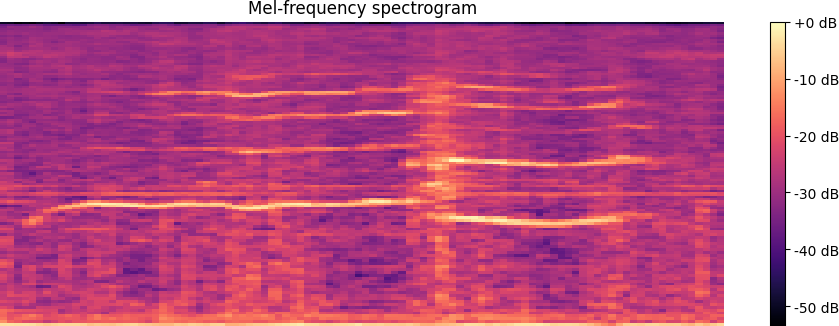 Mel-frequency spectrogram
+0 dB
-10 dB
-20 dB
-30 dB
-40 dB
-50 dB